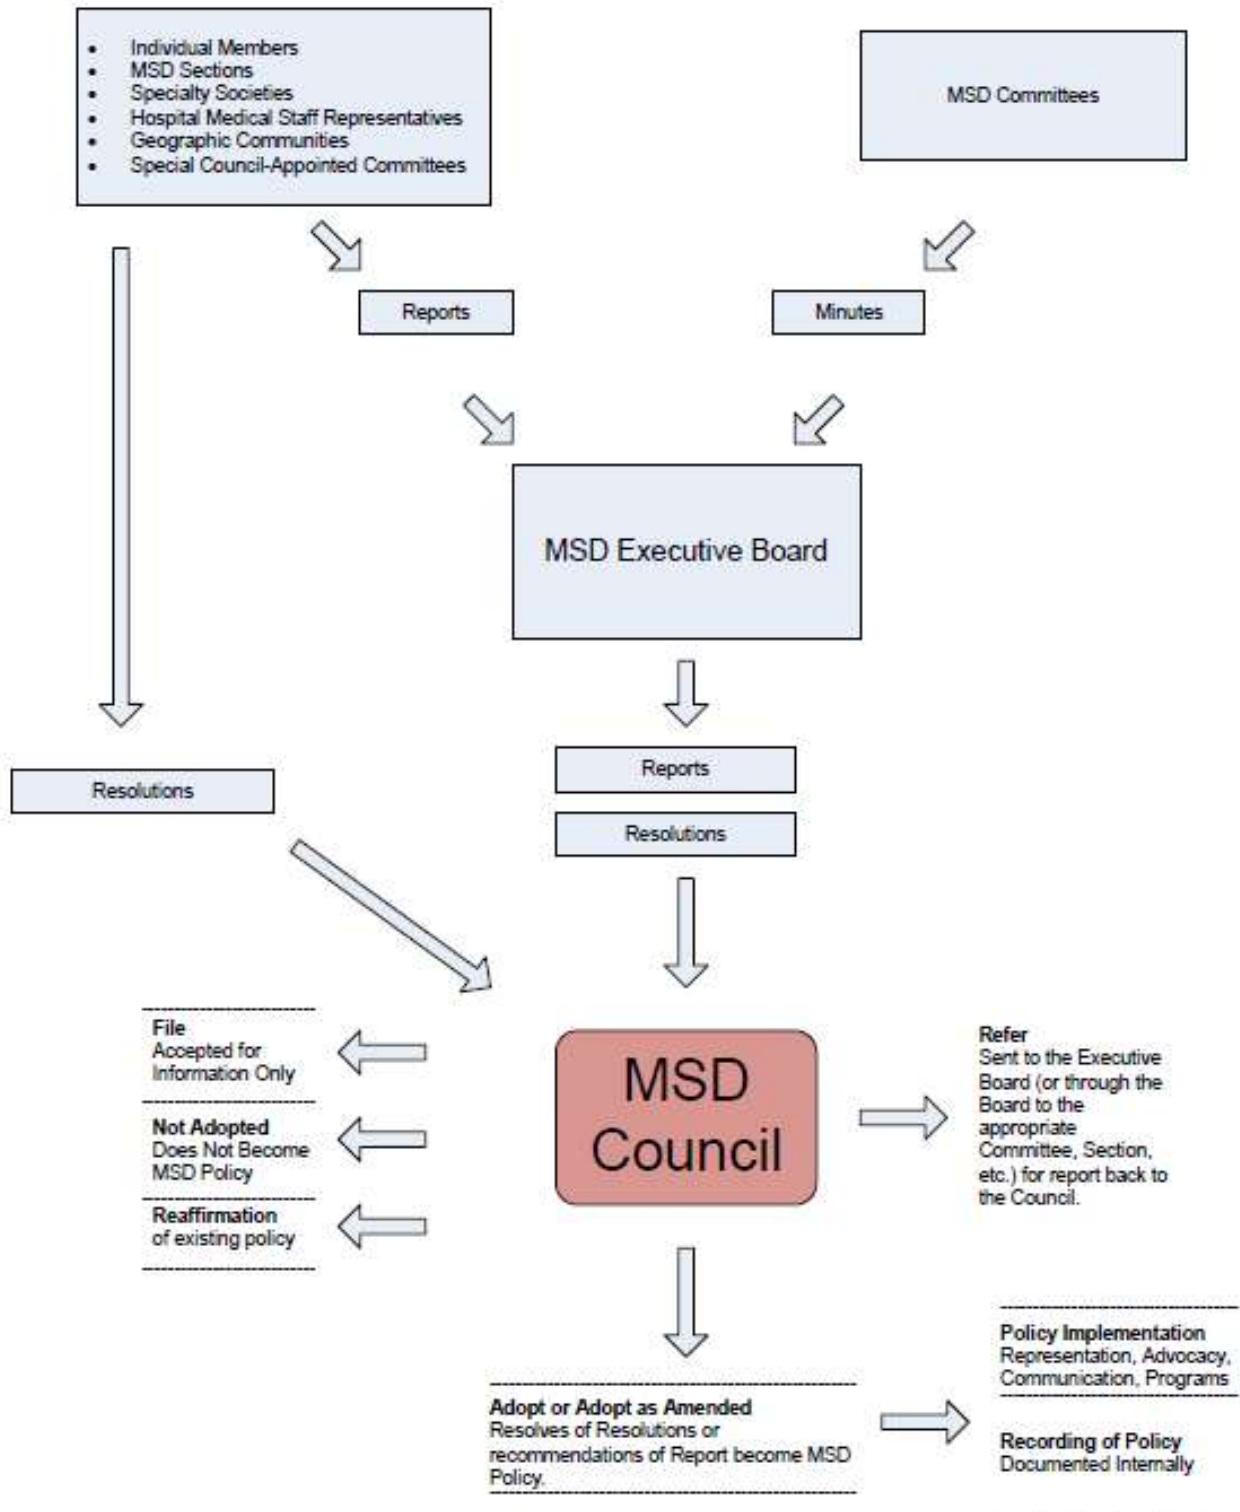 • Individual Members
• MSD Sections
• Specialty Societies
• Hospital Medical Staff Representatives
• Geographic Communities
• Special Council-Appointed Committees
MSD Committees
Reports
Minutes
MSD Executive Board
Reports
Resolutions
Resolutions
MSD
Council
File
Accepted for
Information Only
Not Adopted
Does Not Become
MSD Policy
Reaffirmation
of existing policy
Refer
Sent to the Executive
Board (or through the
Board to the
appropriate
Committee, Section,
etc.) for report back to
the Council.
Adopt or Adopt as Amended
Resolves of Resolutions or
recommendations of Report become MSD
Policy.
Policy Implementation
Representation, Advocacy,
Communication, Programs
Recording of Policy
Documented Internally